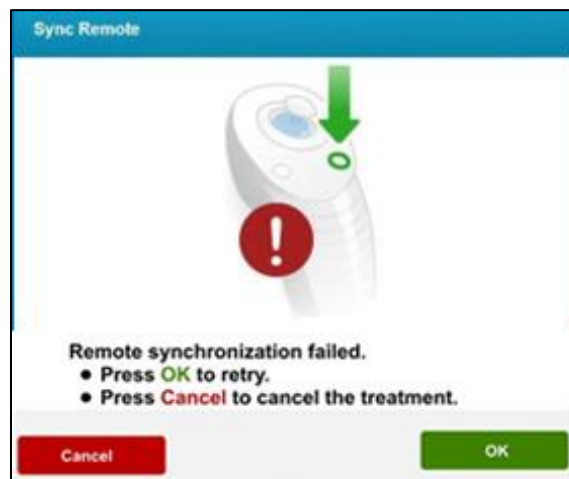 Sync Remote
Remote synchronization failed.
● Press OK to retry.
● Press Cancel to cancel the treatment.
Cancel
OK